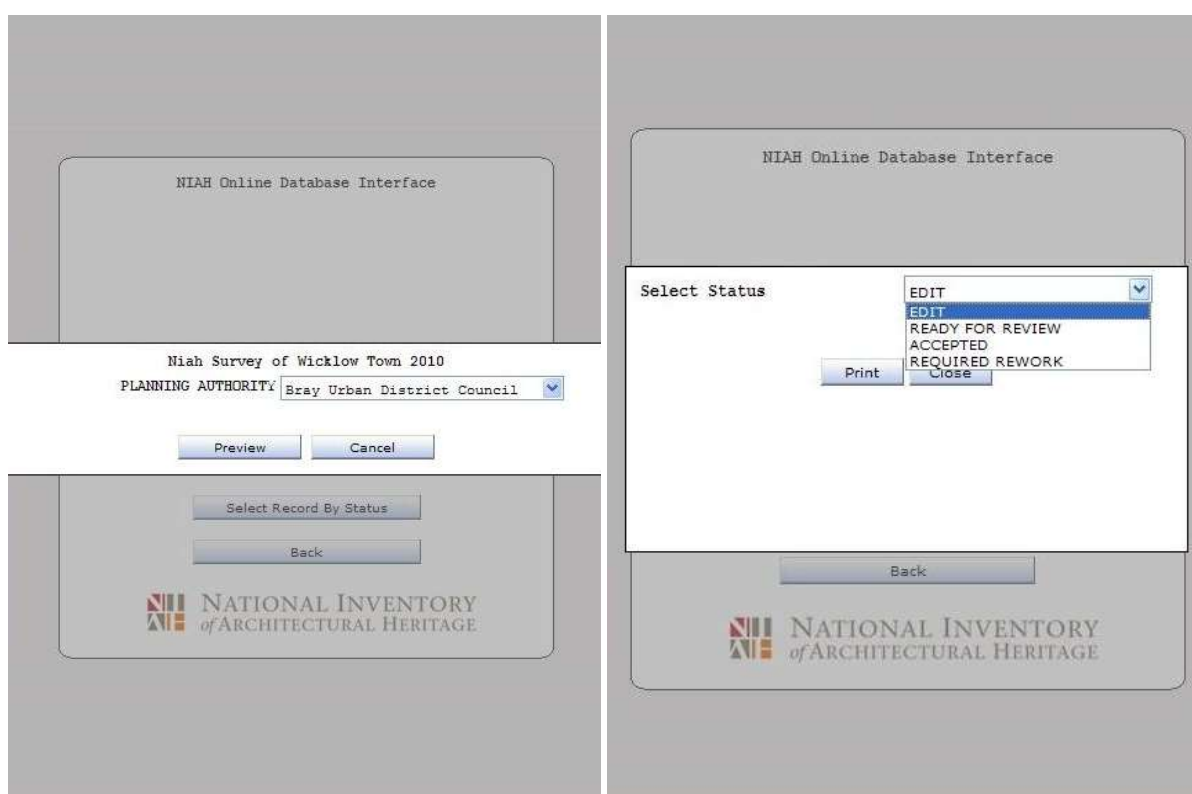 NIAH Online Database Interface
Niah Survey of Wicklow Town 2010
PLANNING AUTHORITY Bray Urban District Council
Preview Cancel
Select Record By Status
Back
NATIONAL INVENTORY
of ARCHITECTURAL HERITAGE
NIAH Online Database Interface
Select Status EDIT
EDIT
READY FOR REVIEW
ACCEPTED
REQUIRED REWORK
Print Close
Back
NATIONAL INVENTORY
of ARCHITECTURAL HERITAGE